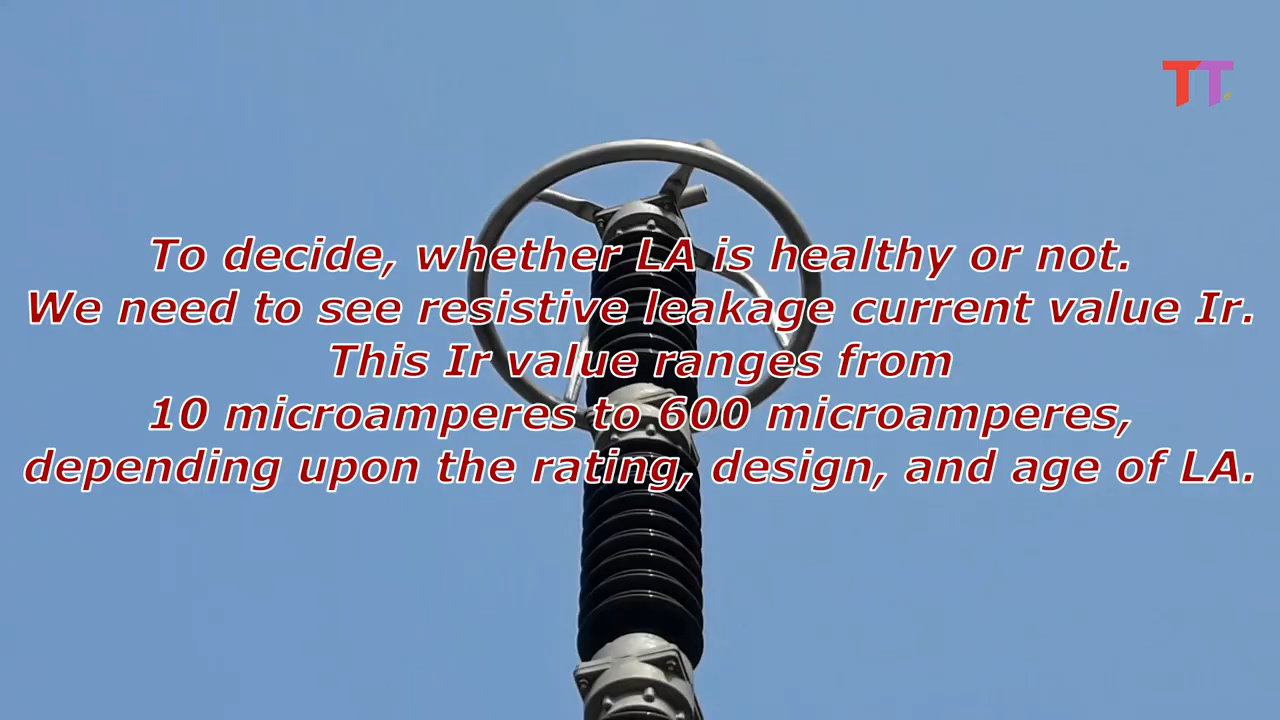 TT
To decide, whether LA is healthy or not.
We need to see resistive leakage current value Ir.
This Ir value ranges from
10 microamperes to 600 microamperes,
depending upon the rating, design, and age of LA.